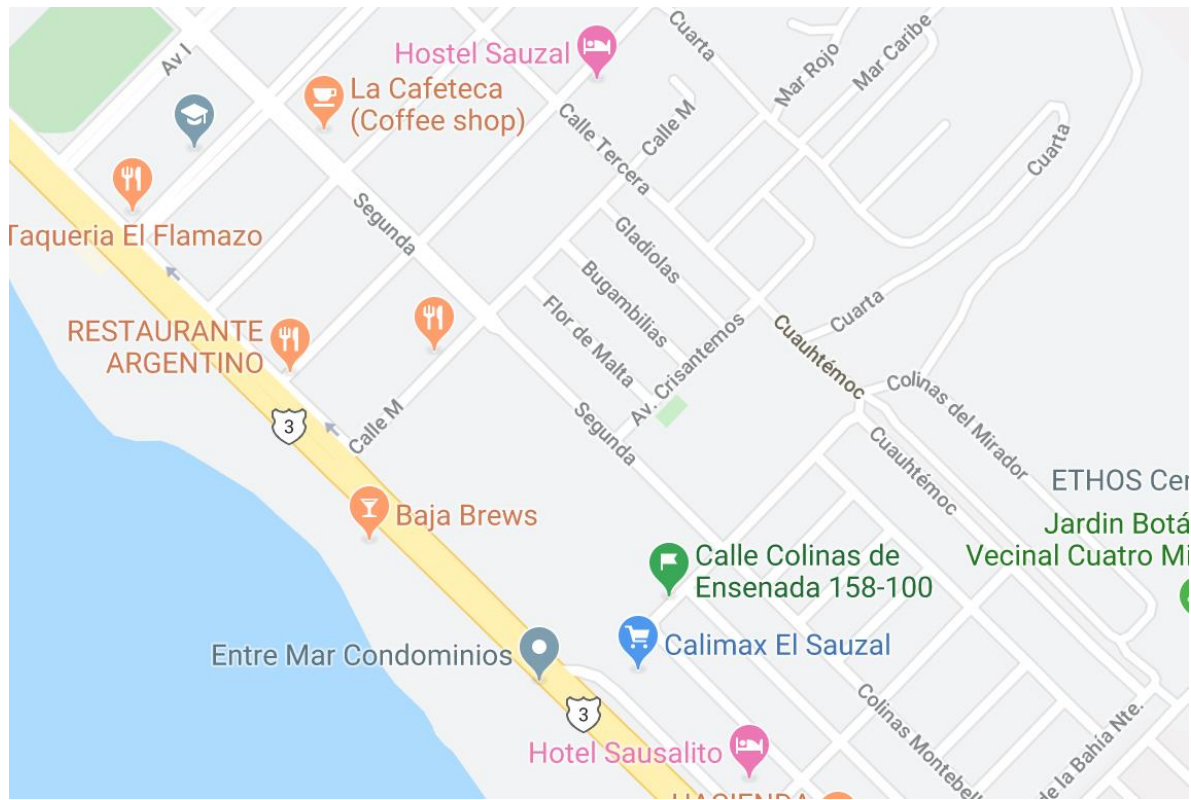 Av. I
Hostel Sauzal
Cuarta
Mar Rojo
Mar Caribe
La Cafeteca
(Coffee shop)
Calle Tercera
Calle M
Cuarta
Segunda
Gladiolas
Taqueria El Flamazo
Bugambilias
Flor de Malta
Cuarta
RESTAURANTE
ARGENTINO
Cuauhtémoc
Av. Crisantemos
Colinas del Mirador
3
Calle M
Segunda
Cuauhtémoc
ETHOS Cer
Baja Brews
Jardin Botá
Vecinal Cuatro Mi
Calle Colinas de
Ensenada 158-100
Entre Mar Condominios
Calimax El Sauzal
3
Colinas Montebell
de la Bahía Nte.
Hotel Sausalito
HACIENDA